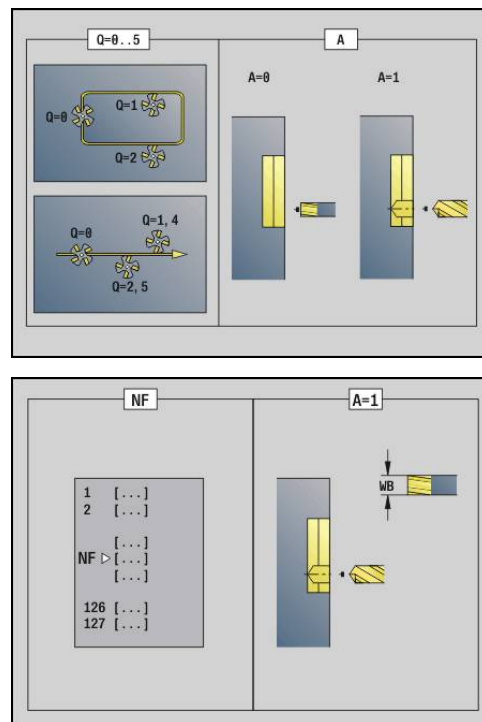 Q=0..5
A
Q=0
Q=1
Q=2
Q=0
Q=1, 4
Q=2, 5
A=0
A=1
NF
A=1
1 [...]
2 [...]
[...]
NF ▷ [...]
[...]
126 [...]
127 [...]
WB